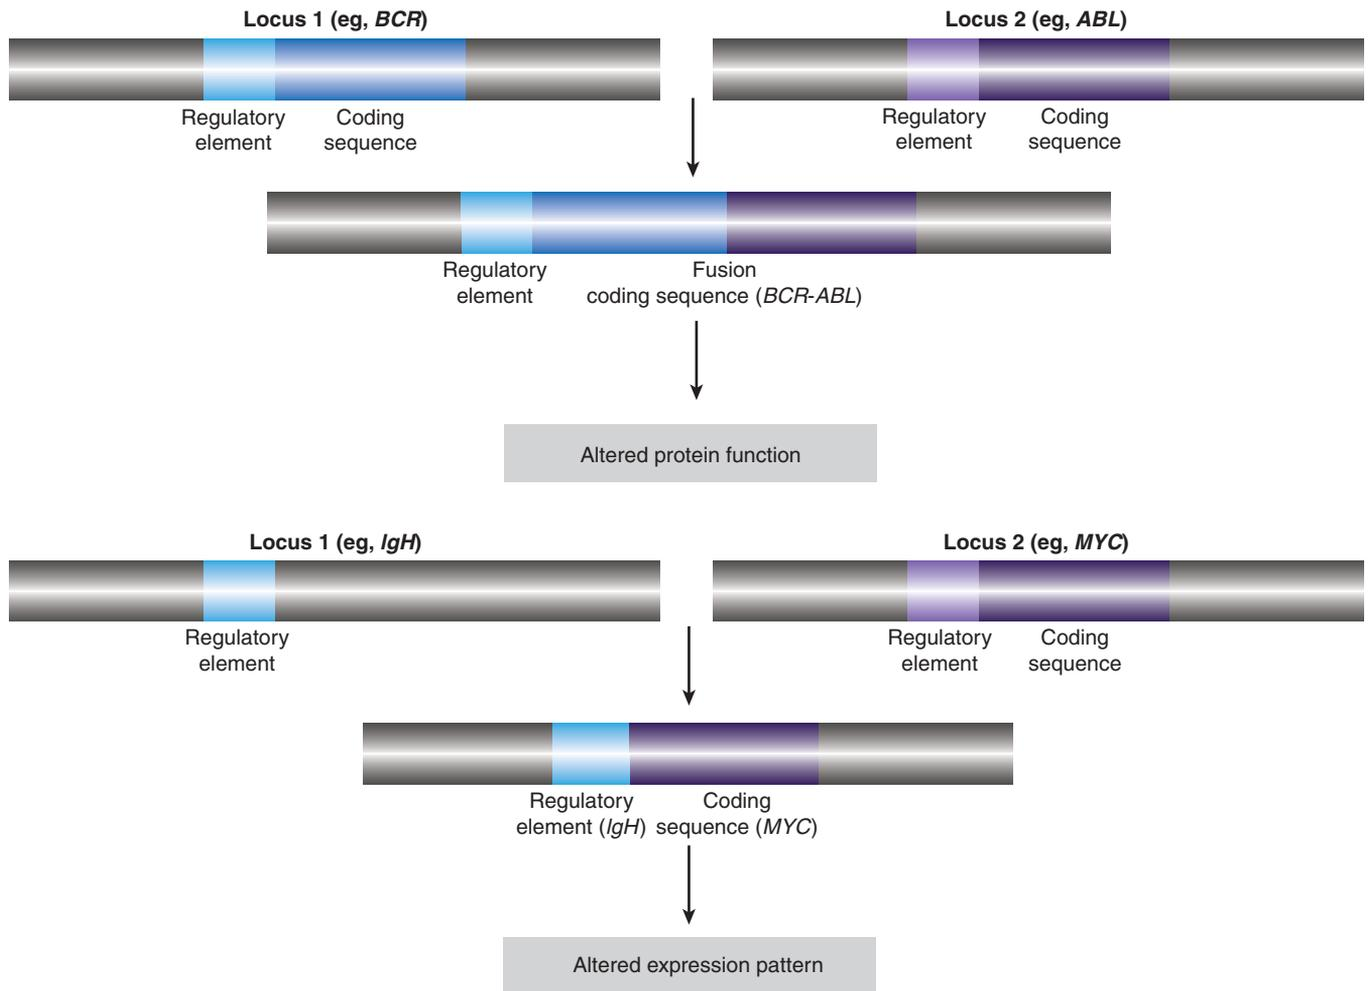 Locus 1 (eg, BCR)
Locus 2 (eg, ABL)
Regulatory
element
Coding
sequence
Regulatory
element
Coding
sequence
Regulatory
element
Fusion
coding sequence (BCR-ABL)
Altered protein function
Locus 1 (eg, IgH)
Locus 2 (eg, MYC)
Regulatory
element
Regulatory
element
Coding
sequence
Regulatory
element (IgH)
Coding
sequence (MYC)
Altered expression pattern